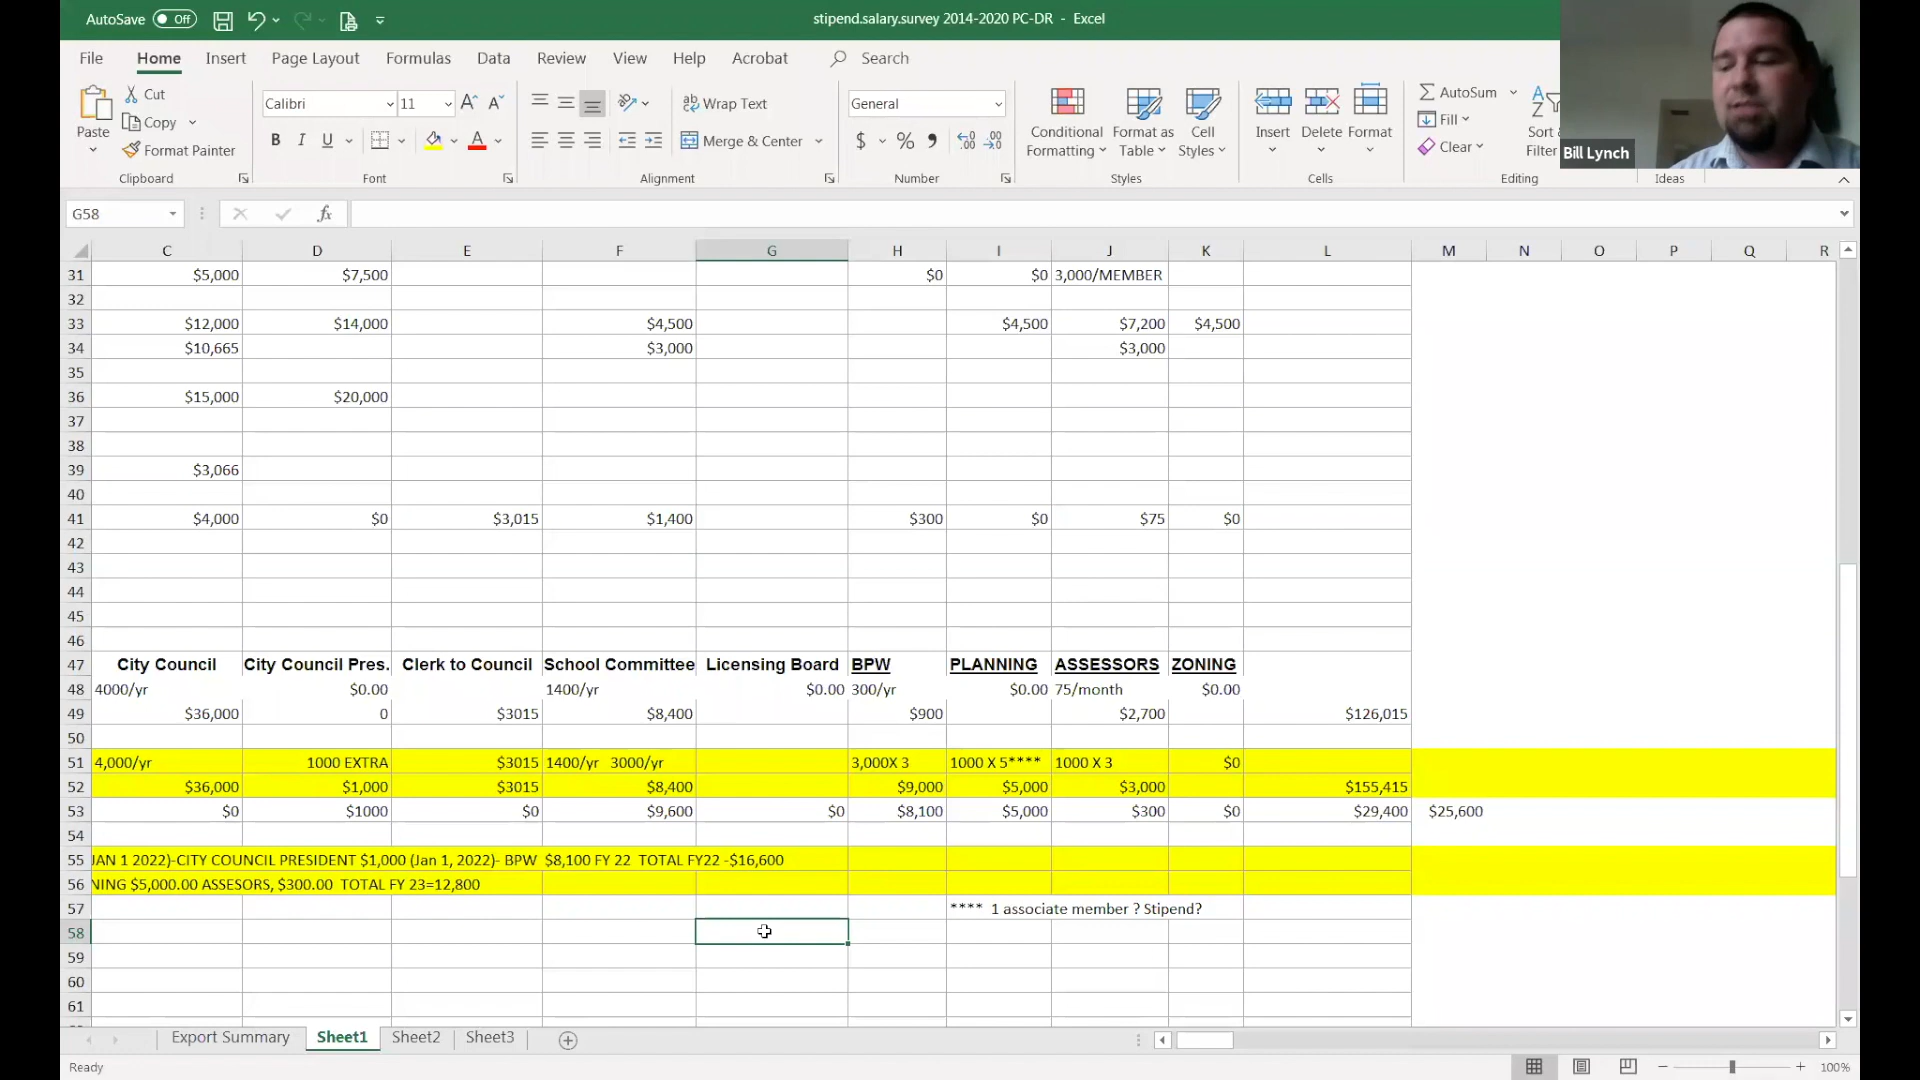 AutoSave Off stipend.salary.survey 2014-2020 PC-DR - Excel
File Home Insert Page Layout Formulas Data Review View Help Acrobat Search
Cut
Copy
Format Painter
Paste
Clipboard
Calibri 11
B I U A
Font
Wrap Text
Merge & Center
Alignment
General
$ % ,
Number
Conditional Formatting
Format as Table
Cell Styles
Styles
Insert Delete Format
Cells
AutoSum
Fill
Clear
Sort & Filter
Editing
Ideas
Bill Lynch
G58 fx
C D E F G H I J K L M N O P Q R
31 $5,000 $7,500 $0 $0 3,000/MEMBER
32
33 $12,000 $14,000 $4,500 $4,500 $7,200 $4,500
34 $10,665 $3,000 $3,000
35
36 $15,000 $20,000
37
38
39 $3,066
40
41 $4,000 $0 $3,015 $1,400 $300 $0 $75 $0
42
43
44
45
46
47 City Council City Council Pres. Clerk to Council School Committee Licensing Board BPW PLANNING ASSESSORS ZONING
48 4000/yr $0.00 1400/yr $0.00 300/yr $0.00 75/month $0.00
49 $36,000 0 $3015 $8,400 $900 $2,700 $126,015
50
51 4,000/yr 1000 EXTRA $3015 1400/yr 3000/yr 3,000X 3 1000 X 5**** 1000 X 3 $0
52 $36,000 $1,000 $3015 $8,400 $9,000 $5,000 $3,000 $155,415
53 $0 $1000 $0 $9,600 $0 $8,100 $5,000 $300 $0 $29,400 $25,600
54
55 JAN 1 2022)-CITY COUNCIL PRESIDENT $1,000 (Jan 1, 2022)- BPW $8,100 FY 22 TOTAL FY22 -$16,600
56 NING $5,000.00 ASSESORS, $300.00 TOTAL FY 23=12,800
57 **** 1 associate member ? Stipend?
58
59
60
61
Export Summary Sheet1 Sheet2 Sheet3
Ready 100%